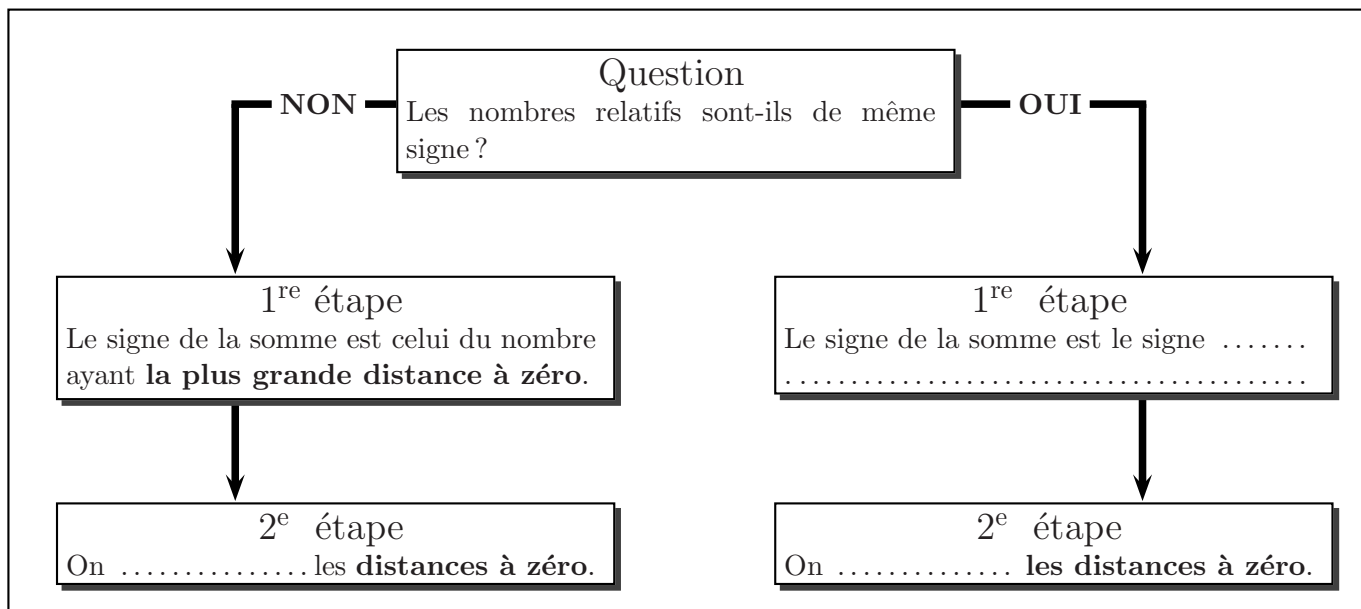 Question
NON
Les nombres relatifs sont-ils de même
signe ?
OUI
1re étape
Le signe de la somme est celui du nombre
ayant la plus grande distance à zéro.
2e étape
On ............... les distances à zéro.
1re étape
Le signe de la somme est le signe .......
..........................................
2e étape
On .............. les distances à zéro.